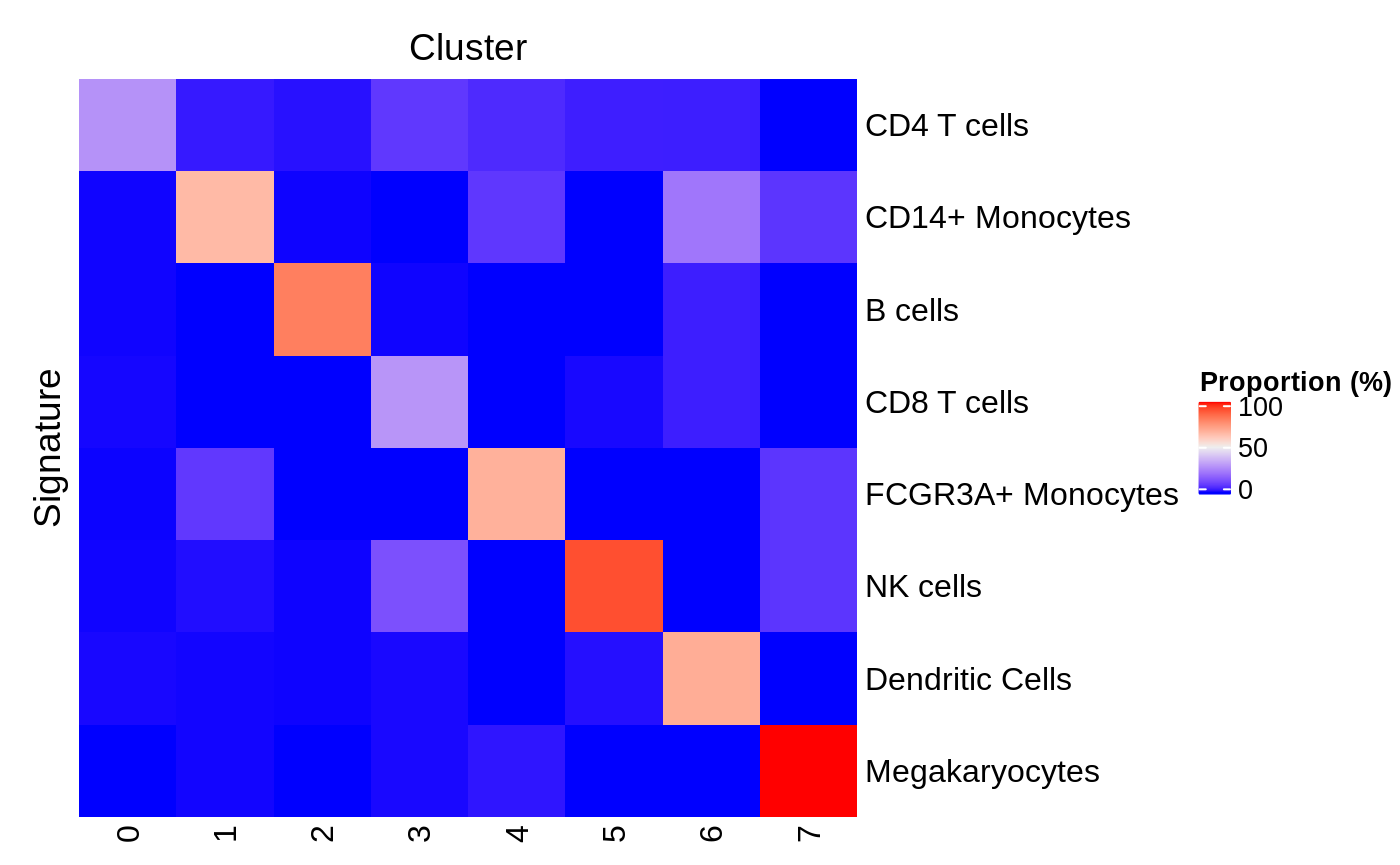 Cluster
Signature
CD4 T cells
CD14+ Monocytes
B cells
CD8 T cells
FCGR3A+ Monocytes
NK cells
Dendritic Cells
Megakaryocytes
Proportion (%)
100
50
0
0 1 2 3 4 5 6 7